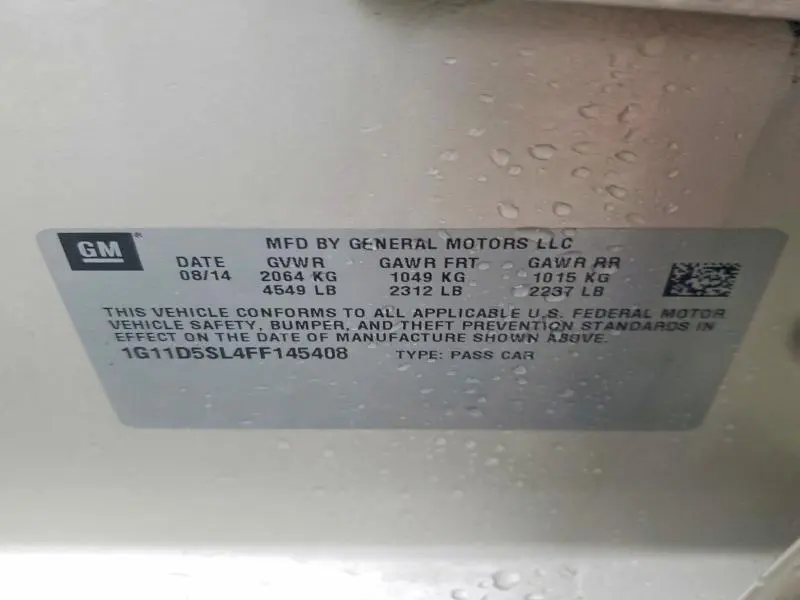 GM®
MFD BY GENERAL MOTORS LLC
DATE GVWR GAWR FRT GAWR RR
08/14 2064 KG 1049 KG 1015 KG
4549 LB 2312 LB 2237 LB
THIS VEHICLE CONFORMS TO ALL APPLICABLE U.S. FEDERAL MOTOR
VEHICLE SAFETY, BUMPER, AND THEFT PREVENTION STANDARDS IN
EFFECT ON THE DATE OF MANUFACTURE SHOWN ABOVE.
1G11D5SL4FF145408 TYPE: PASS CAR